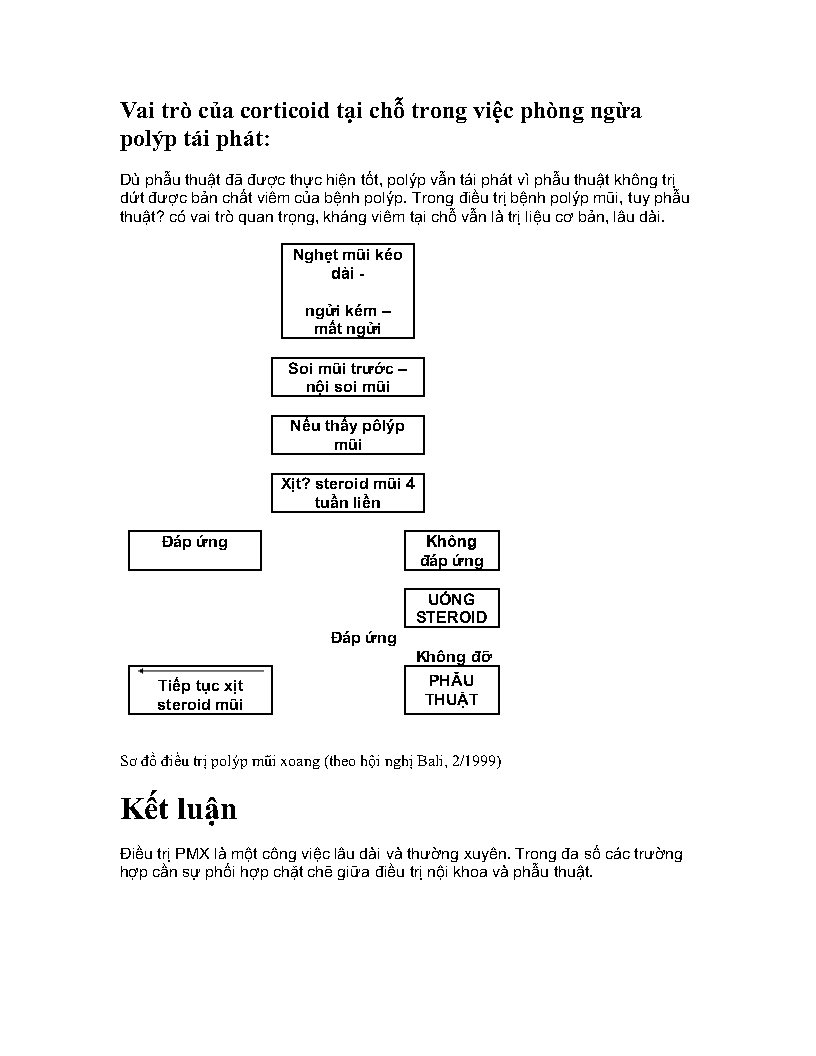 Vai trò của corticoid tại chỗ trong việc phòng ngừa
polýp tái phát:
Dù phẫu thuật đã được thực hiện tốt, polýp vẫn tái phát vì phẫu thuật không trị
dứt được bản chất viêm của bệnh polýp. Trong điều trị bệnh polýp mũi, tuy phẫu
thuật? có vai trò quan trọng, kháng viêm tại chỗ vẫn là trị liệu cơ bản, lâu dài.
Nghẹt mũi kéo
dài -
ngửi kém –
mất ngửi
Soi mũi trước –
nội soi mũi
Nếu thấy pôlýp
mũi
Xịt? steroid mũi 4
tuần liền
Đáp ứng
Không
đáp ứng
UỐNG
STEROID
Đáp ứng
Không đỡ
Tiếp tục xịt
steroid mũi
PHẪU
THUẬT
Sơ đồ điều trị polýp mũi xoang (theo hội nghị Bali, 2/1999)
Kết luận
Điều trị PMX là một công việc lâu dài và thường xuyên. Trong đa số các trường
hợp cần sự phối hợp chặt chẽ giữa điều trị nội khoa và phẫu thuật.